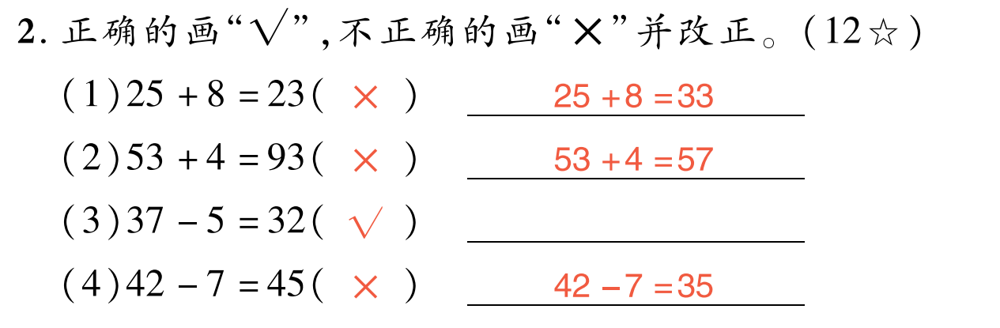 2. 正确的画“√”,不正确的画“×”并改正。(12☆)
(1)25+8=23( × ) 25+8=33
(2)53+4=93( × ) 53+4=57
(3)37-5=32( √ )
(4)42-7=45( × ) 42-7=35